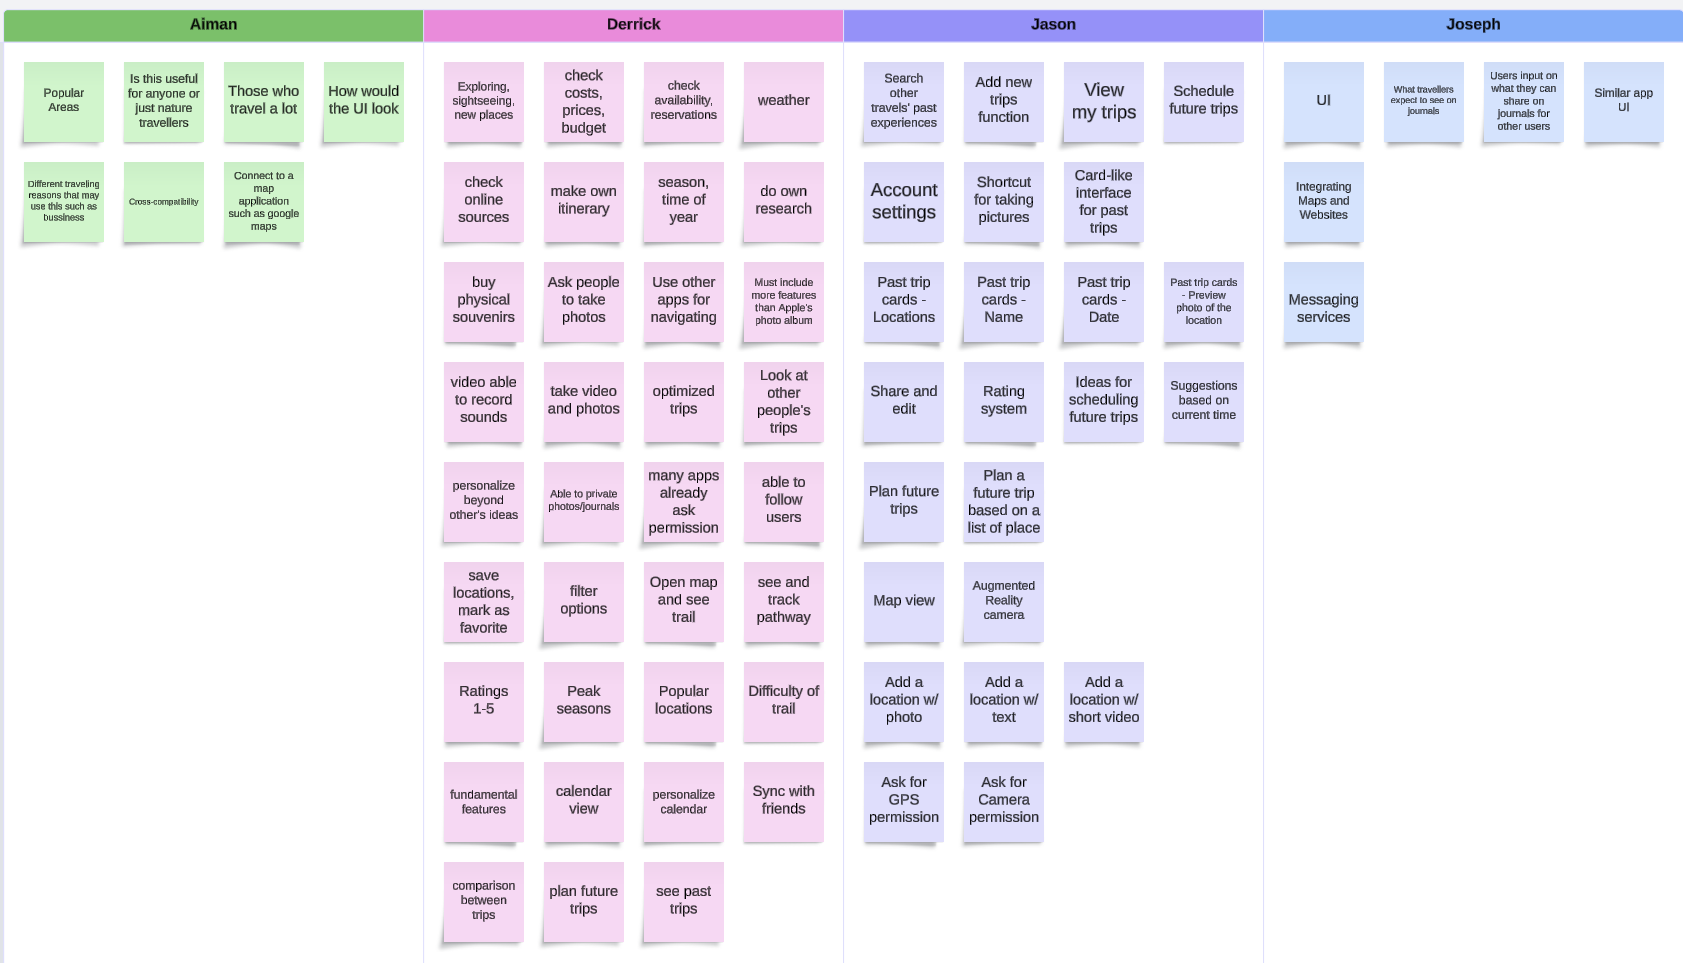 Aiman
Derrick
Jason
Joseph
Popular
Areas
Is this useful
for anyone or
just nature
travellers
Those who
travel a lot
How would
the UI look
Different traveling
reasons that may
use this such as
bussiness
Cross-compatibility
Connect to a
map
application
such as google
maps
Exploring,
sightseeing,
new places
check
costs,
prices,
budget
check
availability,
reservations
weather
check
online
sources
make own
itinerary
season,
time of
year
do own
research
buy
physical
souvenirs
Ask people
to take
photos
Use other
apps for
navigating
Must include
more features
than Apple's
photo album
video able
to record
sounds
take video
and photos
optimized
trips
Look at
other
people's
trips
personalize
beyond
other's ideas
Able to private
photos/journals
many apps
already
ask
permission
able to
follow
users
save
locations,
mark as
favorite
filter
options
Open map
and see
trail
see and
track
pathway
Ratings
1-5
Peak
seasons
Popular
locations
Difficulty of
trail
fundamental
features
calendar
view
personalize
calendar
Sync with
friends
comparison
between
trips
plan future
trips
see past
trips
Search
other
travels' past
experiences
Add new
trips
function
View
my trips
Schedule
future trips
Account
settings
Shortcut
for taking
pictures
Card-like
interface
for past
trips
Past trip
cards -
Locations
Past trip
cards -
Name
Past trip
cards -
Date
Past trip cards
- Preview
photo of the
location
Share and
edit
Rating
system
Ideas for
scheduling
future trips
Suggestions
based on
current time
Plan future
trips
Plan a
future trip
based on a
list of place
Map view
Augmented
Reality
camera
Add a
location w/
photo
Add a
location w/
text
Add a
location w/
short video
Ask for
GPS
permission
Ask for
Camera
permission
UI
What travellers
expect to see on
journals
Users input on
what they can
share on
journals for
other users
Similar app
UI
Integrating
Maps and
Websites
Messaging
services